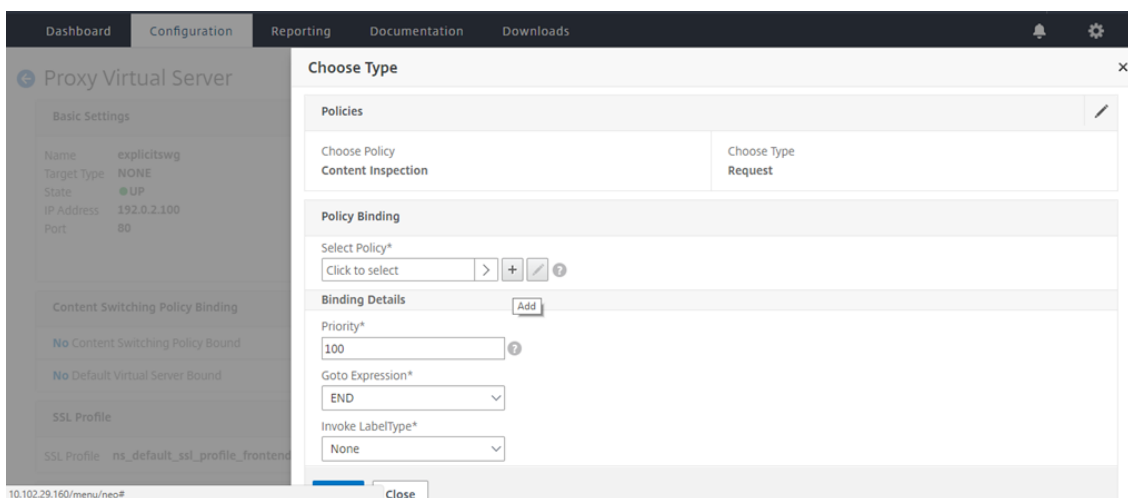 Dashboard Configuration Reporting Documentation Downloads
Proxy Virtual Server
Basic Settings
Name explicitswg
Target Type NONE
State UP
IP Address 192.0.2.100
Port 80
Content Switching Policy Binding
No Content Switching Policy Bound
No Default Virtual Server Bound
SSL Profile
SSL Profile ns_default_ssl_profile_frontend
10.102.29.160/menu/neo#
Choose Type
Policies
Choose Policy Choose Type
Content Inspection Request
Policy Binding
Select Policy*
Click to select
Add
Binding Details
Priority*
100
Goto Expression*
END
Invoke LabelType*
None
Close